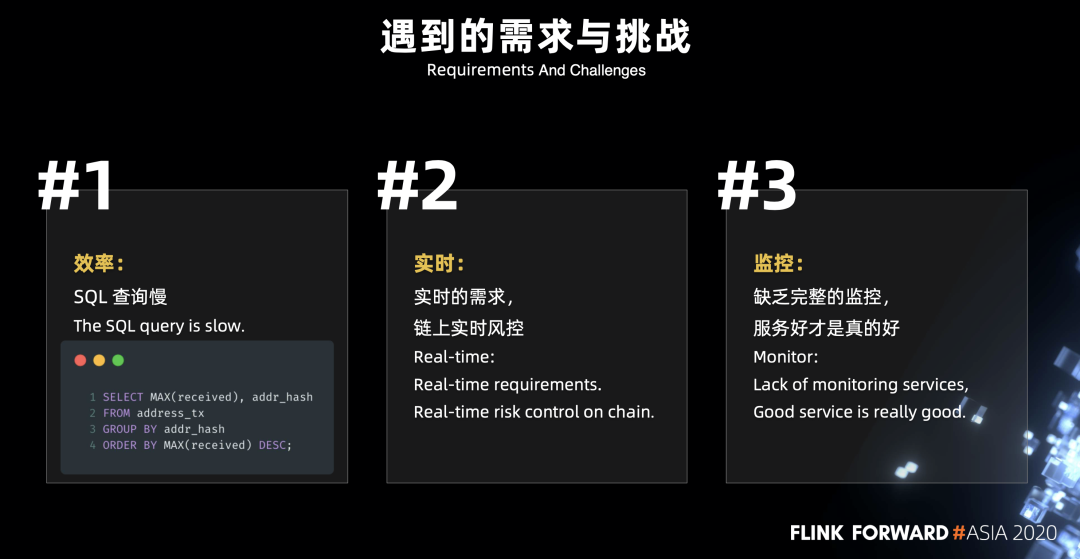 遇到的需求与挑战
Requirements And Challenges
#1
效率：
SQL 查询慢
The SQL query is slow.
1 SELECT MAX(received), addr_hash
2 FROM address_tx
3 GROUP BY addr_hash
4 ORDER BY MAX(received) DESC;
#2
实时：
实时的需求，
链上实时风控
Real-time:
Real-time requirements.
Real-time risk control on chain.
#3
监控：
缺乏完整的监控，
服务好才是真的好
Monitor:
Lack of monitoring services,
Good service is really good.
FLINK FORWARD #ASIA 2020